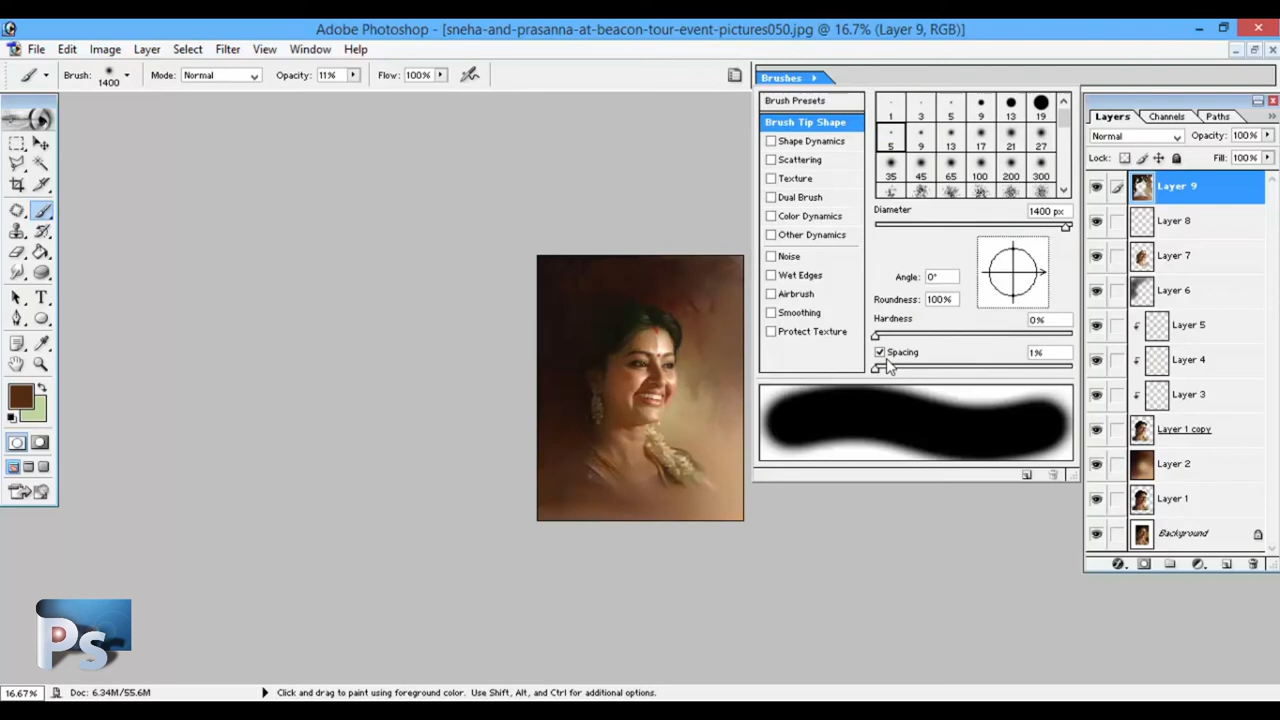 Adobe Photoshop - [sneha-and-prasanna-at-beacon-tour-event-pictures050.jpg @ 16.7% (Layer 9, RGB)]
File Edit Image Layer Select Filter View Window Help
Brush: 1400 Mode: Normal Opacity: 11% Flow: 100%
Brushes
Brush Presets
Brush Tip Shape
Shape Dynamics
Scattering
Texture
Dual Brush
Color Dynamics
Other Dynamics
Noise
Wet Edges
Airbrush
Smoothing
Protect Texture
1 3 5 9 13 19
5 9 13 17 21 27
35 45 65 100 200 300
Diameter 1400 px
Angle: 0°
Roundness: 100%
Hardness 0%
Spacing 1%
Layers Channels Paths
Normal Opacity: 100%
Lock: Fill: 100%
Layer 9
Layer 8
Layer 7
Layer 6
Layer 5
Layer 4
Layer 3
Layer 1 copy
Layer 2
Layer 1
Background
T
Ps
16.67% Doc: 6.34M/55.6M Click and drag to paint using foreground color. Use Shift, Alt, and Ctrl for additional options.